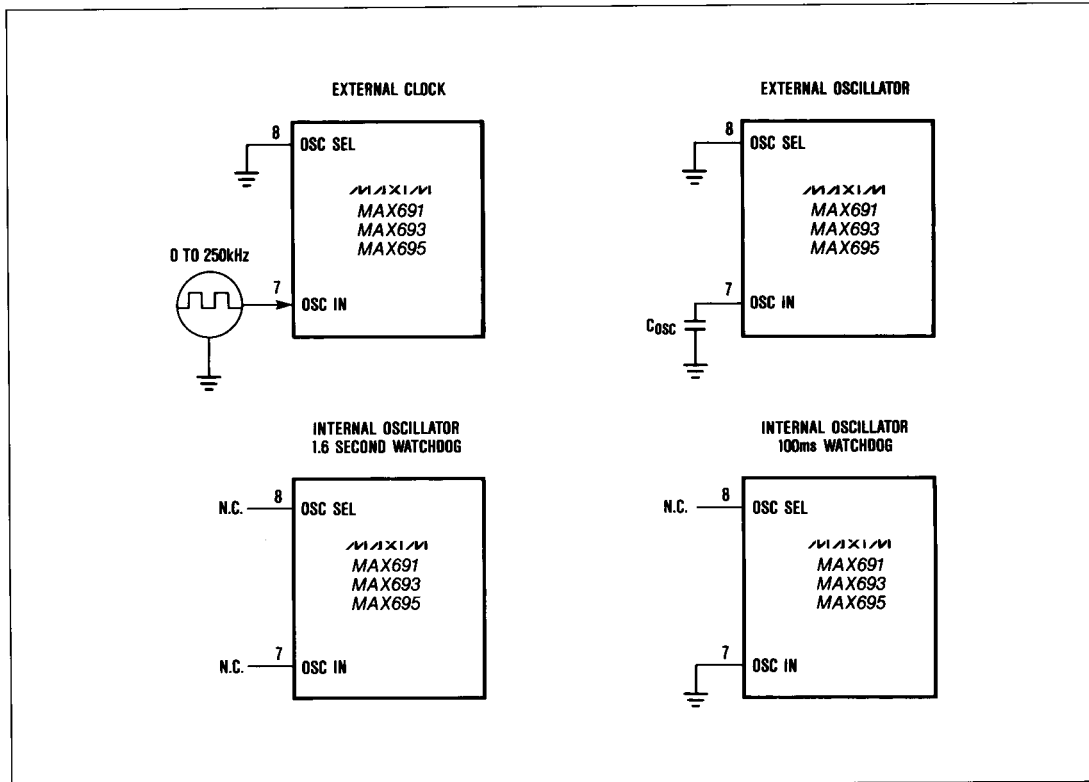 EXTERNAL CLOCK
8
OSC SEL
MAXIM
MAX691
MAX693
MAX695
0 TO 250kHz
7
OSC IN
EXTERNAL OSCILLATOR
8
OSC SEL
MAXIM
MAX691
MAX693
MAX695
7
OSC IN
COSC
INTERNAL OSCILLATOR
1.6 SECOND WATCHDOG
N.C.
8
OSC SEL
MAXIM
MAX691
MAX693
MAX695
N.C.
7
OSC IN
INTERNAL OSCILLATOR
100ms WATCHDOG
N.C.
8
OSC SEL
MAXIM
MAX691
MAX693
MAX695
7
OSC IN